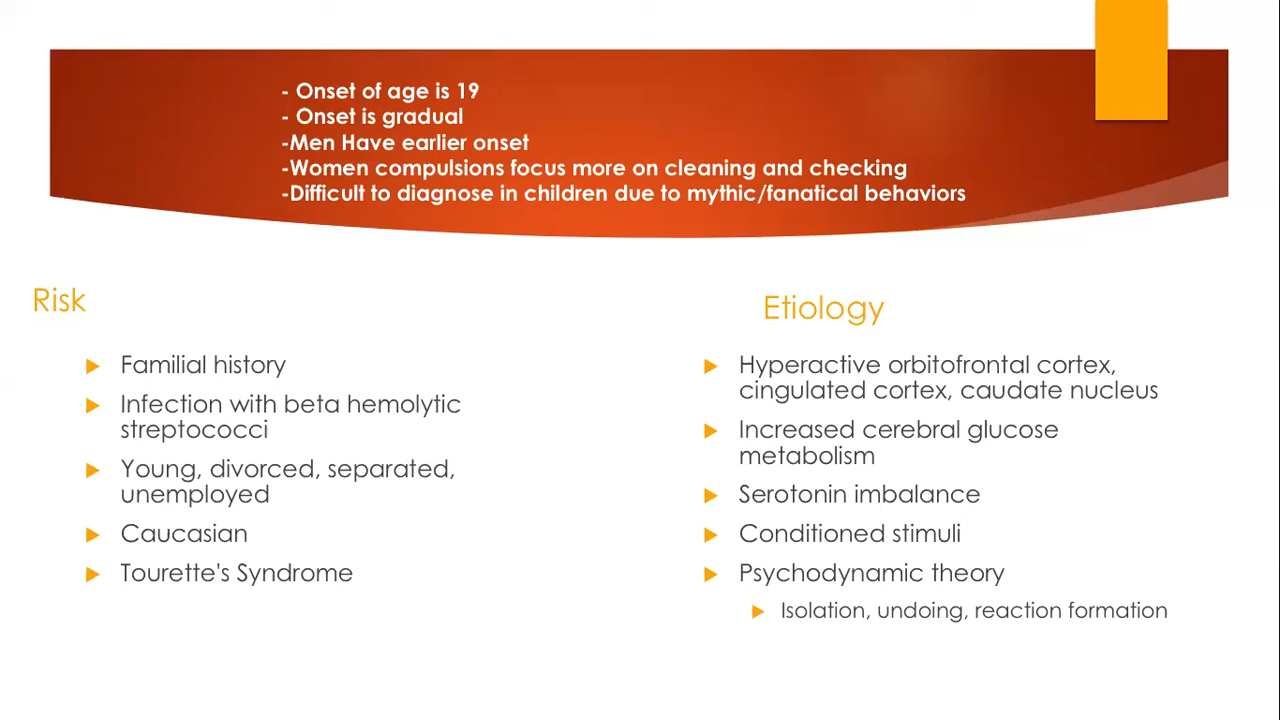 - Onset of age is 19
- Onset is gradual
-Men Have earlier onset
-Women compulsions focus more on cleaning and checking
-Difficult to diagnose in children due to mythic/fanatical behaviors
Risk
Familial history
Infection with beta hemolytic
streptococci
Young, divorced, separated,
unemployed
Caucasian
Tourette's Syndrome
Etiology
Hyperactive orbitofrontal cortex,
cingulated cortex, caudate nucleus
Increased cerebral glucose
metabolism
Serotonin imbalance
Conditioned stimuli
Psychodynamic theory
Isolation, undoing, reaction formation